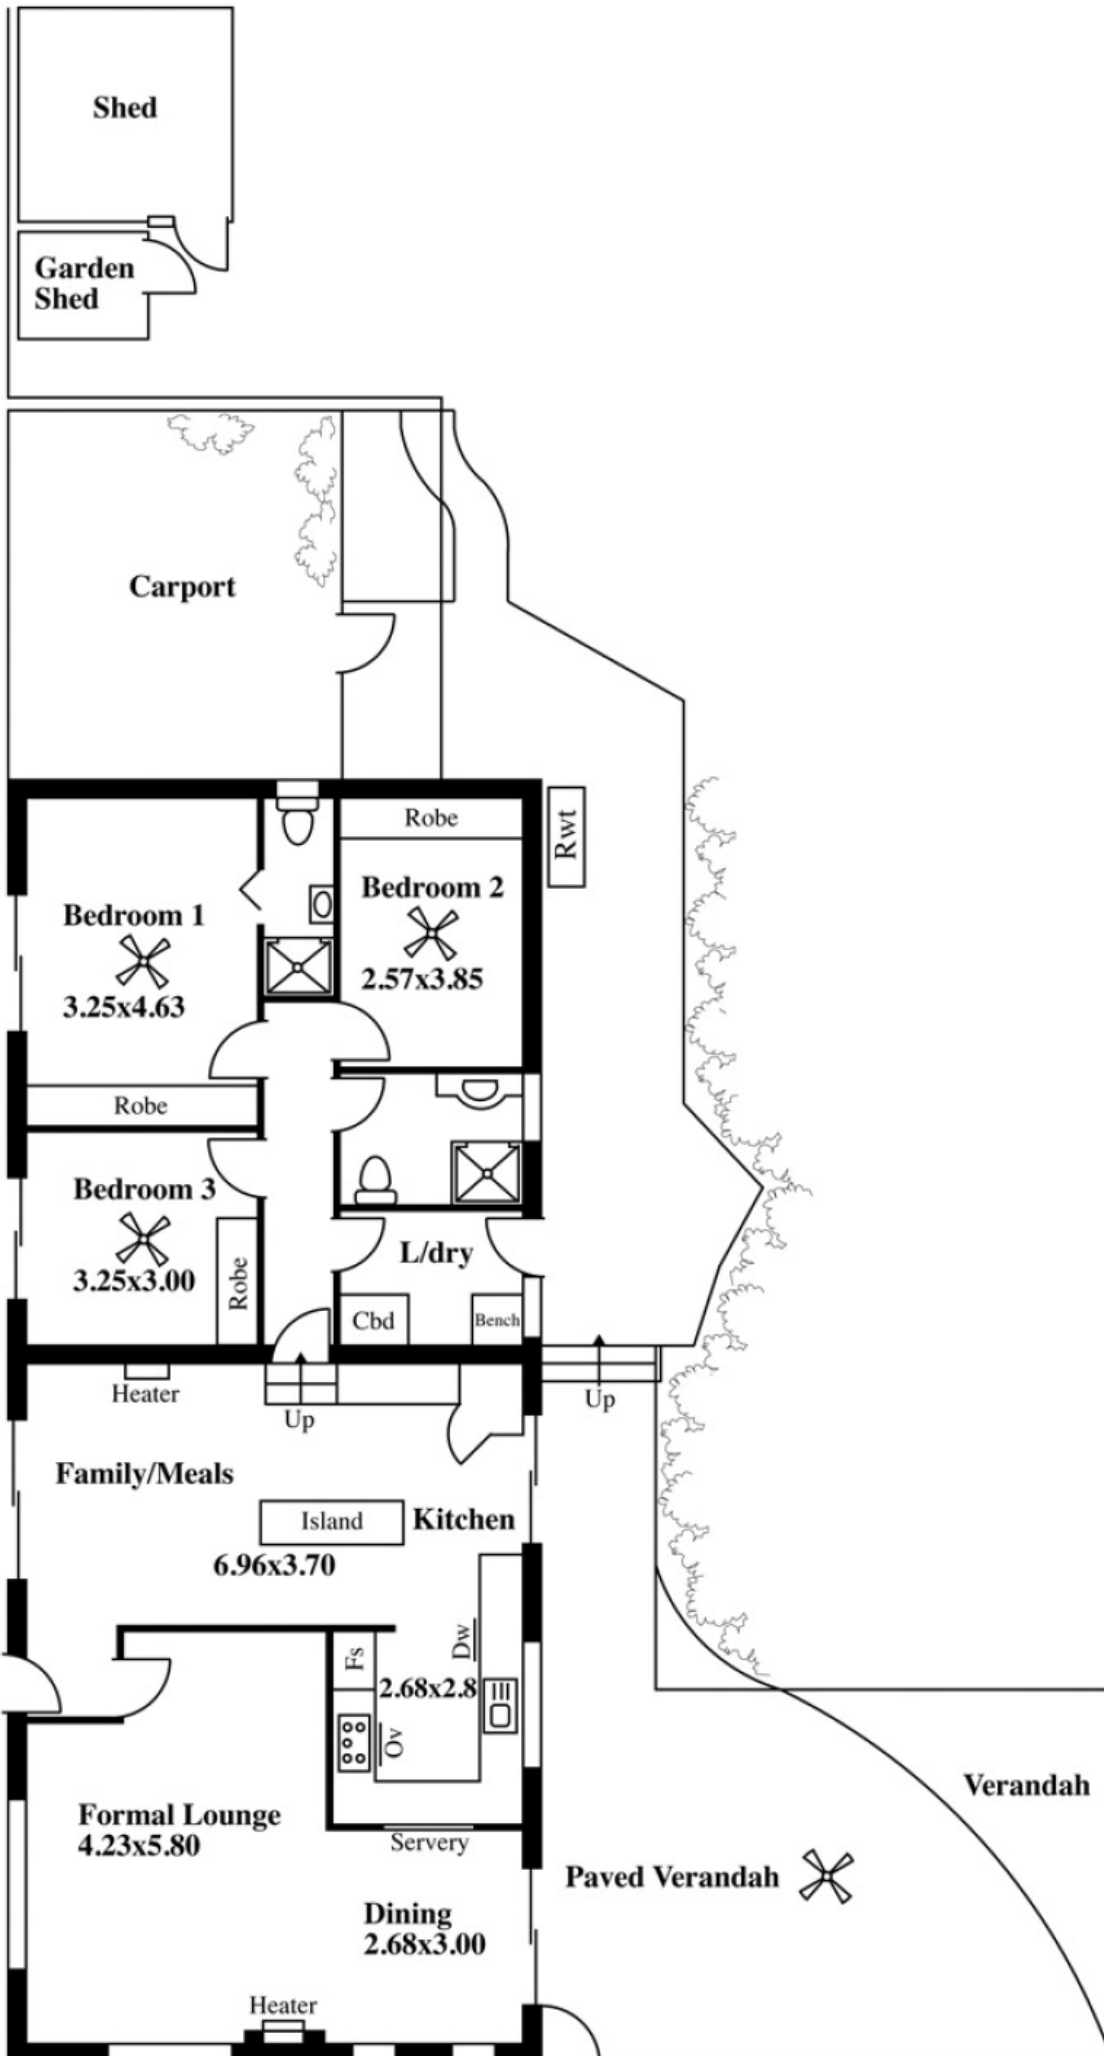 Shed
Garden
Shed
Carport
Robe
Rwt
Bedroom 2
2.57x3.85
Bedroom 1
3.25x4.63
Robe
Bedroom 3
3.25x3.00
Robe
L/dry
Cbd
Bench
Heater
Up
Up
Family/Meals
Island
Kitchen
6.96x3.70
Fs
Dw
2.68x2.8
Ov
Formal Lounge
4.23x5.80
Servery
Verandah
Paved Verandah
Dining
2.68x3.00
Heater